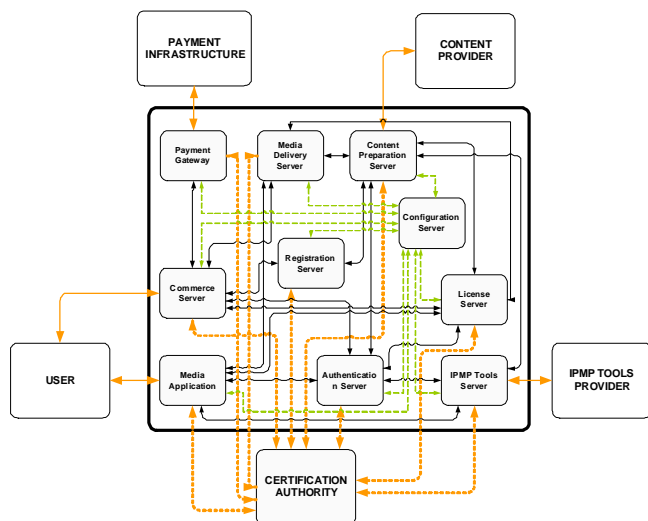 PAYMENT
INFRASTRUCTURE
CONTENT
PROVIDER
Payment
Gateway
Media
Delivery
Server
Content
Preparation
Server
Configuration
Server
Registration
Server
Commerce
Server
License
Server
USER
Media
Application
Authenticatio
n Server
IPMP Tools
Server
IPMP TOOLS
PROVIDER
CERTIFICATION
AUTHORITY